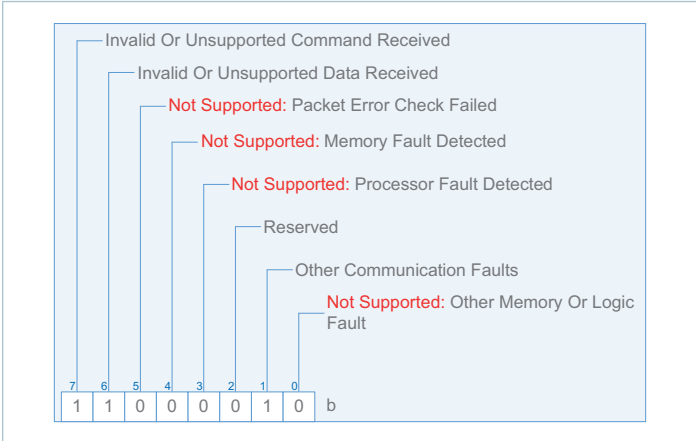 Invalid Or Unsupported Command Received
Invalid Or Unsupported Data Received
Not Supported: Packet Error Check Failed
Not Supported: Memory Fault Detected
Not Supported: Processor Fault Detected
Reserved
Other Communication Faults
Not Supported: Other Memory Or Logic
Fault
7 6 5 4 3 2 1 0
1 1 0 0 0 0 1 0 b